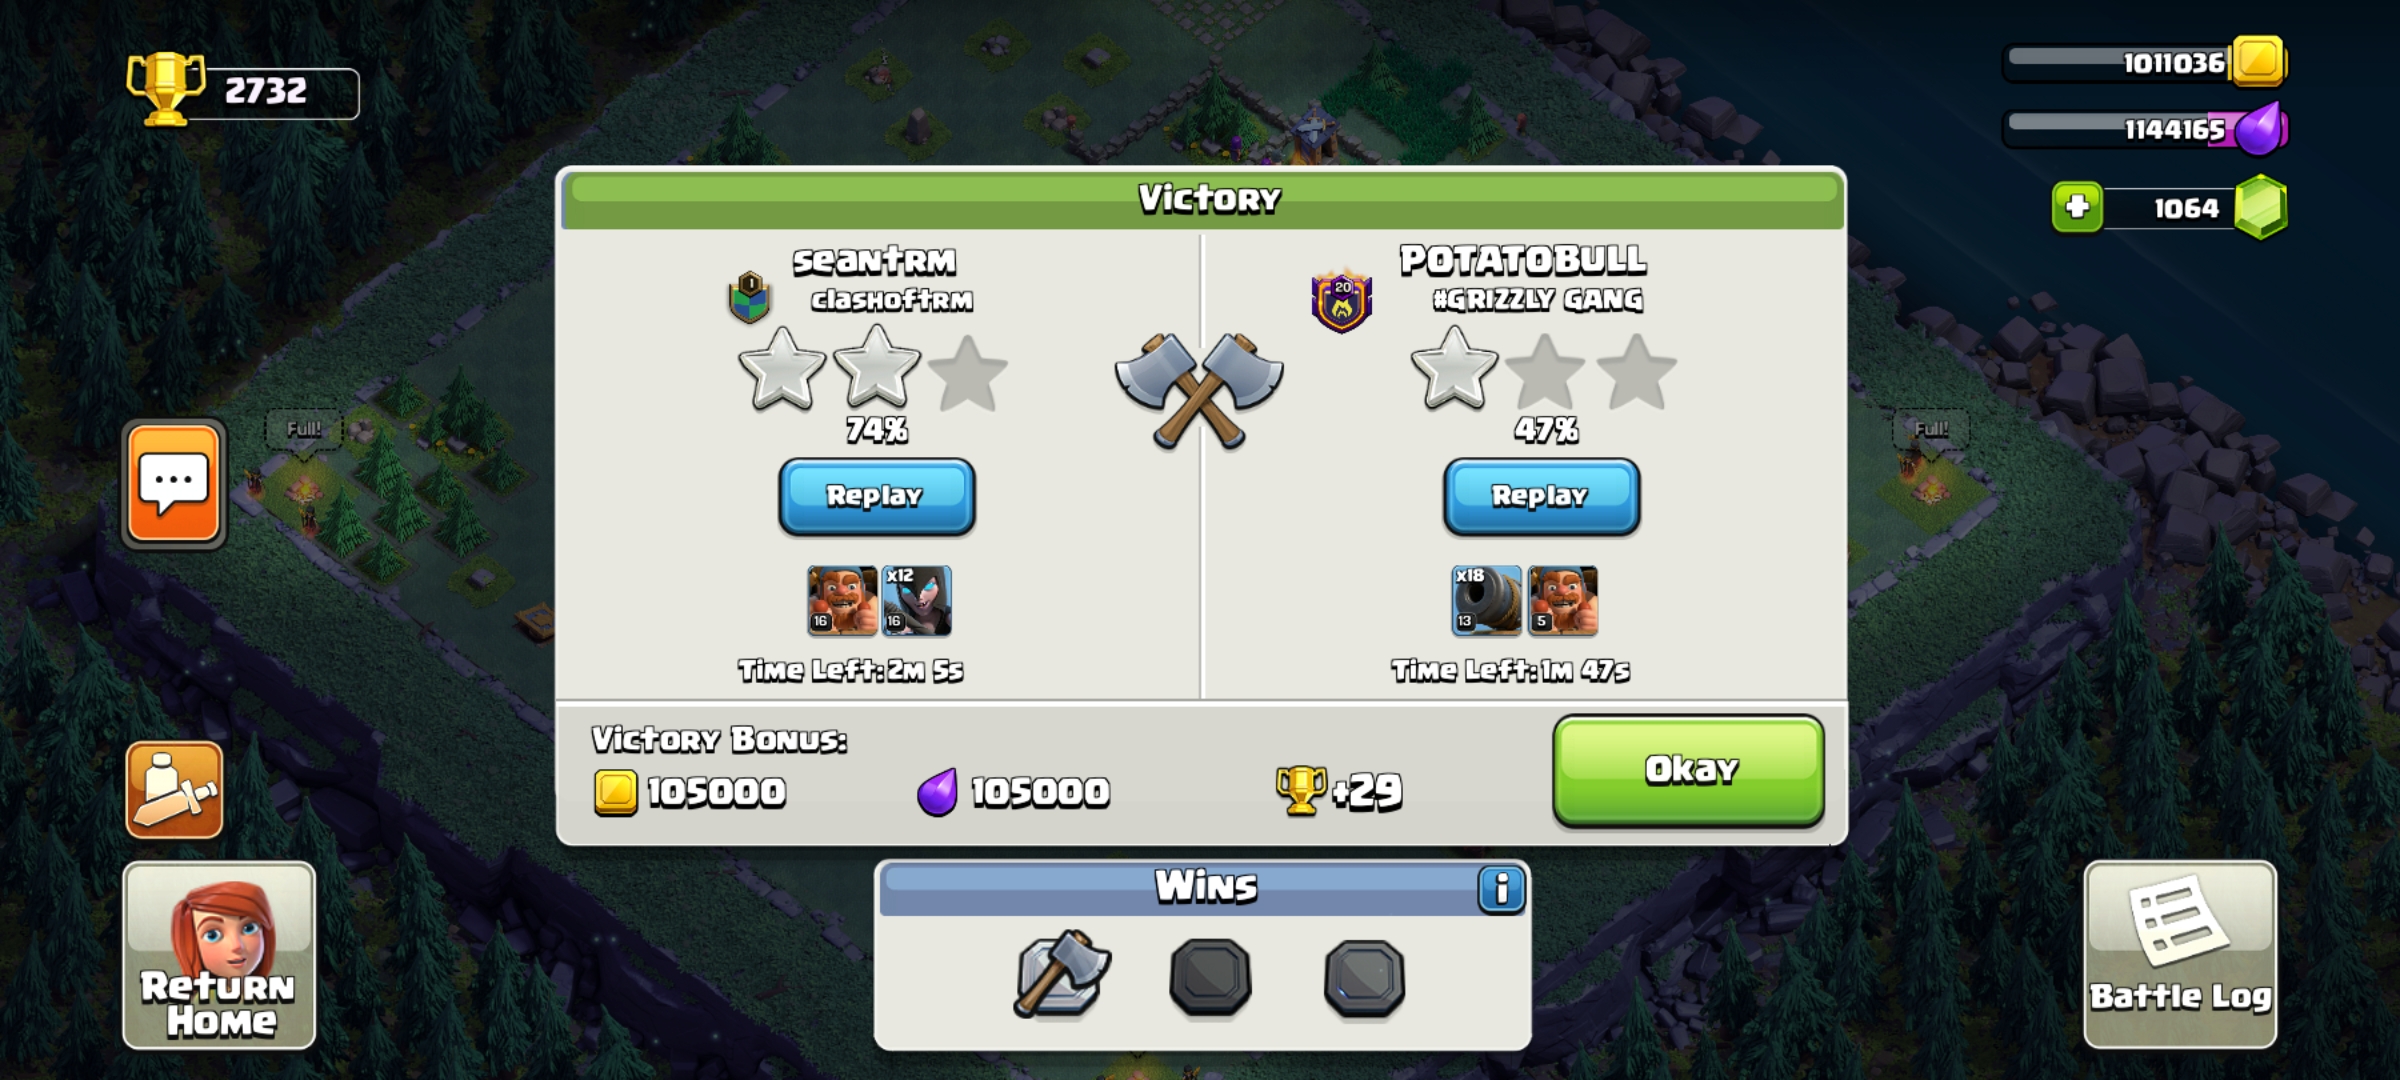 2732
1011036
1144165
1064
Victory
seantrm
clashoftrm
1
74%
Replay
16
x12
16
Time Left:2m 5s
POTATOBULL
#GRIZZLY GANG
20
47%
Replay
x18
13
5
Time Left:1m 47s
Full!
Full!
Victory Bonus:
105000
105000
+29
Okay
Wins
i
Return
Home
Battle Log